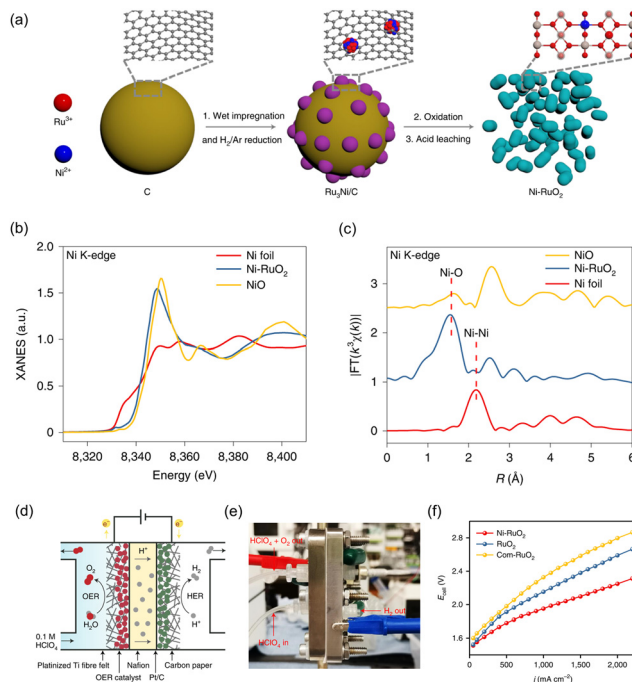 (a)
Ru³⁺
Ni²⁺
C
1. Wet impregnation
and H₂/Ar reduction
Ru₃Ni/C
2. Oxidation
3. Acid leaching
Ni-RuO₂
(b)
Ni K-edge
Ni foil
Ni-RuO₂
NiO
XANES (a.u.)
2.0
1.5
1.0
0.5
0
8,320
8,340
8,360
8,380
8,400
Energy (eV)
(c)
Ni K-edge
NiO
Ni-RuO₂
Ni foil
Ni-O
Ni-Ni
|FT(k³χ(k)|
3
2
1
0
0
1
2
3
4
5
6
R (Å)
(d)
e⁻
e⁻
H⁺
O₂
OER
H₂O
H₂
HER
H⁺
0.1 M
HClO₄
Platinized Ti fibre felt
Nafion
Carbon paper
OER catalyst
Pt/C
(e)
HClO₄ + O₂ out
H₂ out
HClO₄ in
(f)
Ni-RuO₂
RuO₂
Com-RuO₂
E_cell (V)
2.8
2.4
2.0
1.6
0
500
1,000
1,500
2,000
j (mA cm⁻²)